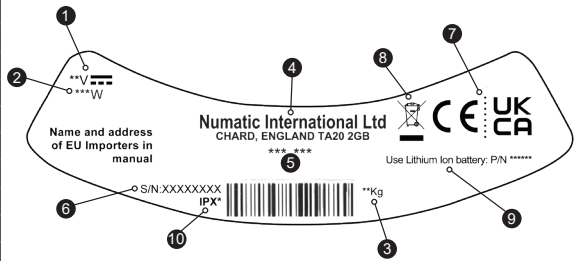 1
2
**V
***W
Name and address
of EU Importers in
manual
4
Numatic International Ltd
CHARD, ENGLAND TA20 2GB
***_***
5
8
7
CE
UK
CA
Use Lithium Ion battery: P/N ******
9
6
S/N:XXXXXXXX
IPX*
10
**Kg
3